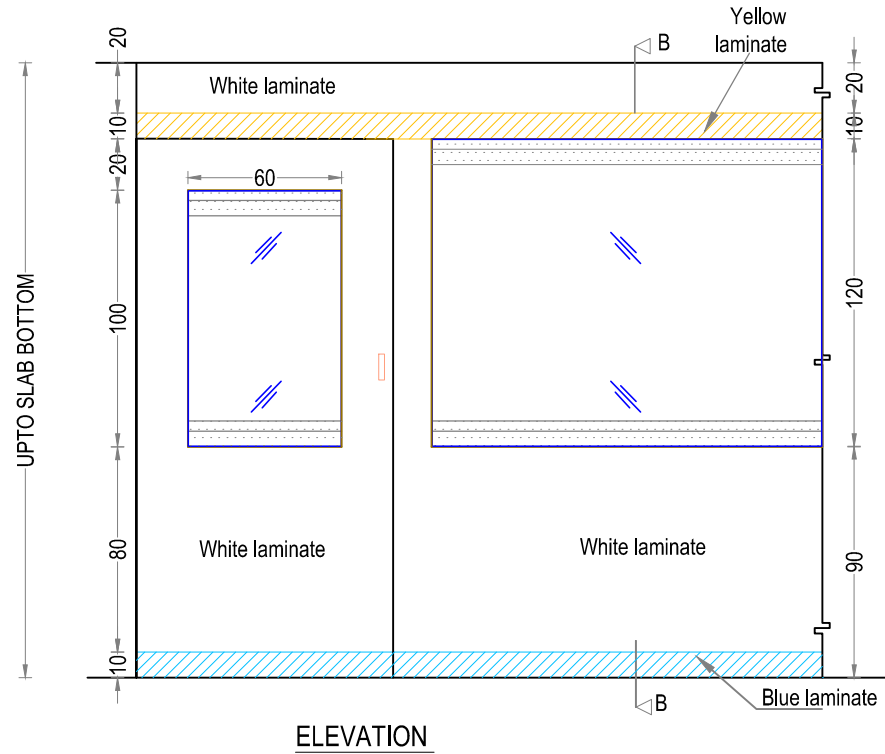 Yellow
laminate
B
White laminate
20
10
20
100
80
10
UPTO SLAB BOTTOM
60
20
10
120
90
White laminate
White laminate
B
Blue laminate
ELEVATION